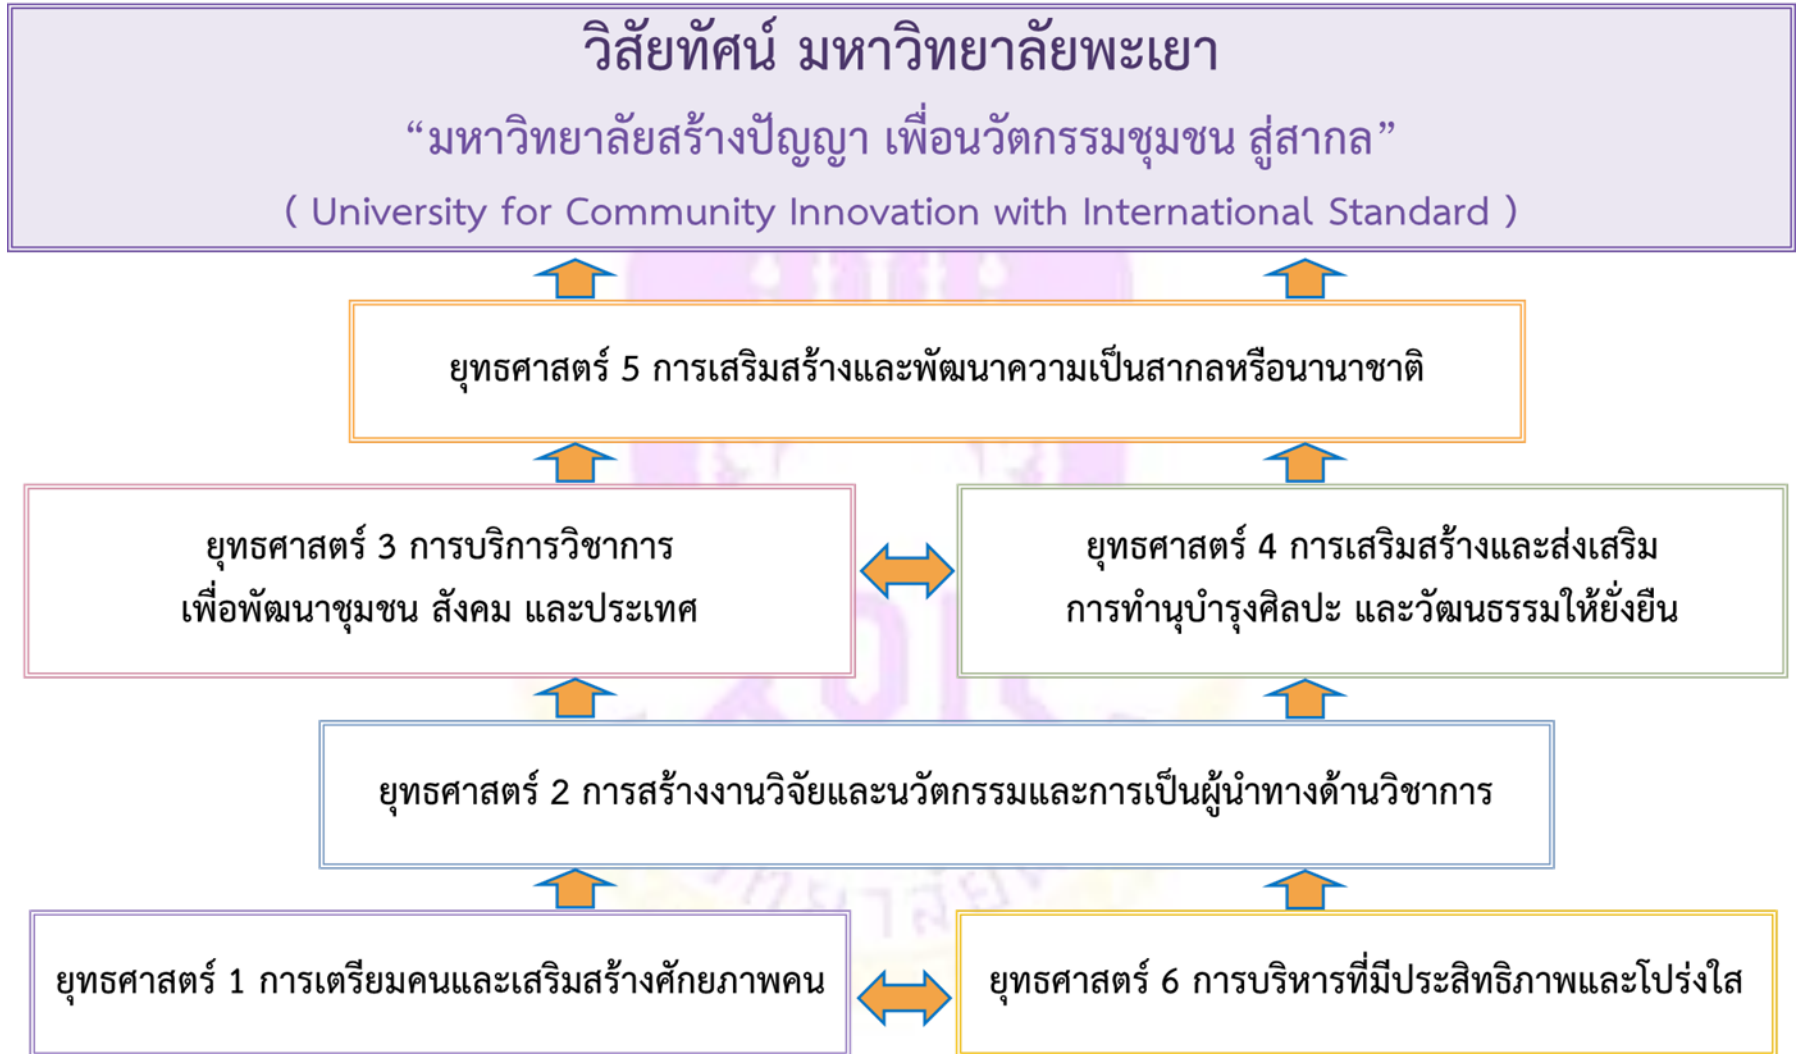 วิสัยทัศน์ มหาวิทยาลัยพะเยา
“มหาวิทยาลัยสร้างปัญญา เพื่อนวัตกรรมชุมชน สู่สากล”
( University for Community Innovation with International Standard )
ยุทธศาสตร์ 5 การเสริมสร้างและพัฒนาความเป็นสากลหรือนานาชาติ
ยุทธศาสตร์ 3 การบริการวิชาการ
เพื่อพัฒนาชุมชน สังคม และประเทศ
ยุทธศาสตร์ 4 การเสริมสร้างและส่งเสริม
การทำนุบำรุงศิลปะ และวัฒนธรรมให้ยั่งยืน
ยุทธศาสตร์ 2 การสร้างงานวิจัยและนวัตกรรมและการเป็นผู้นำทางด้านวิชาการ
ยุทธศาสตร์ 1 การเตรียมคนและเสริมสร้างศักยภาพคน
ยุทธศาสตร์ 6 การบริหารที่มีประสิทธิภาพและโปร่งใส